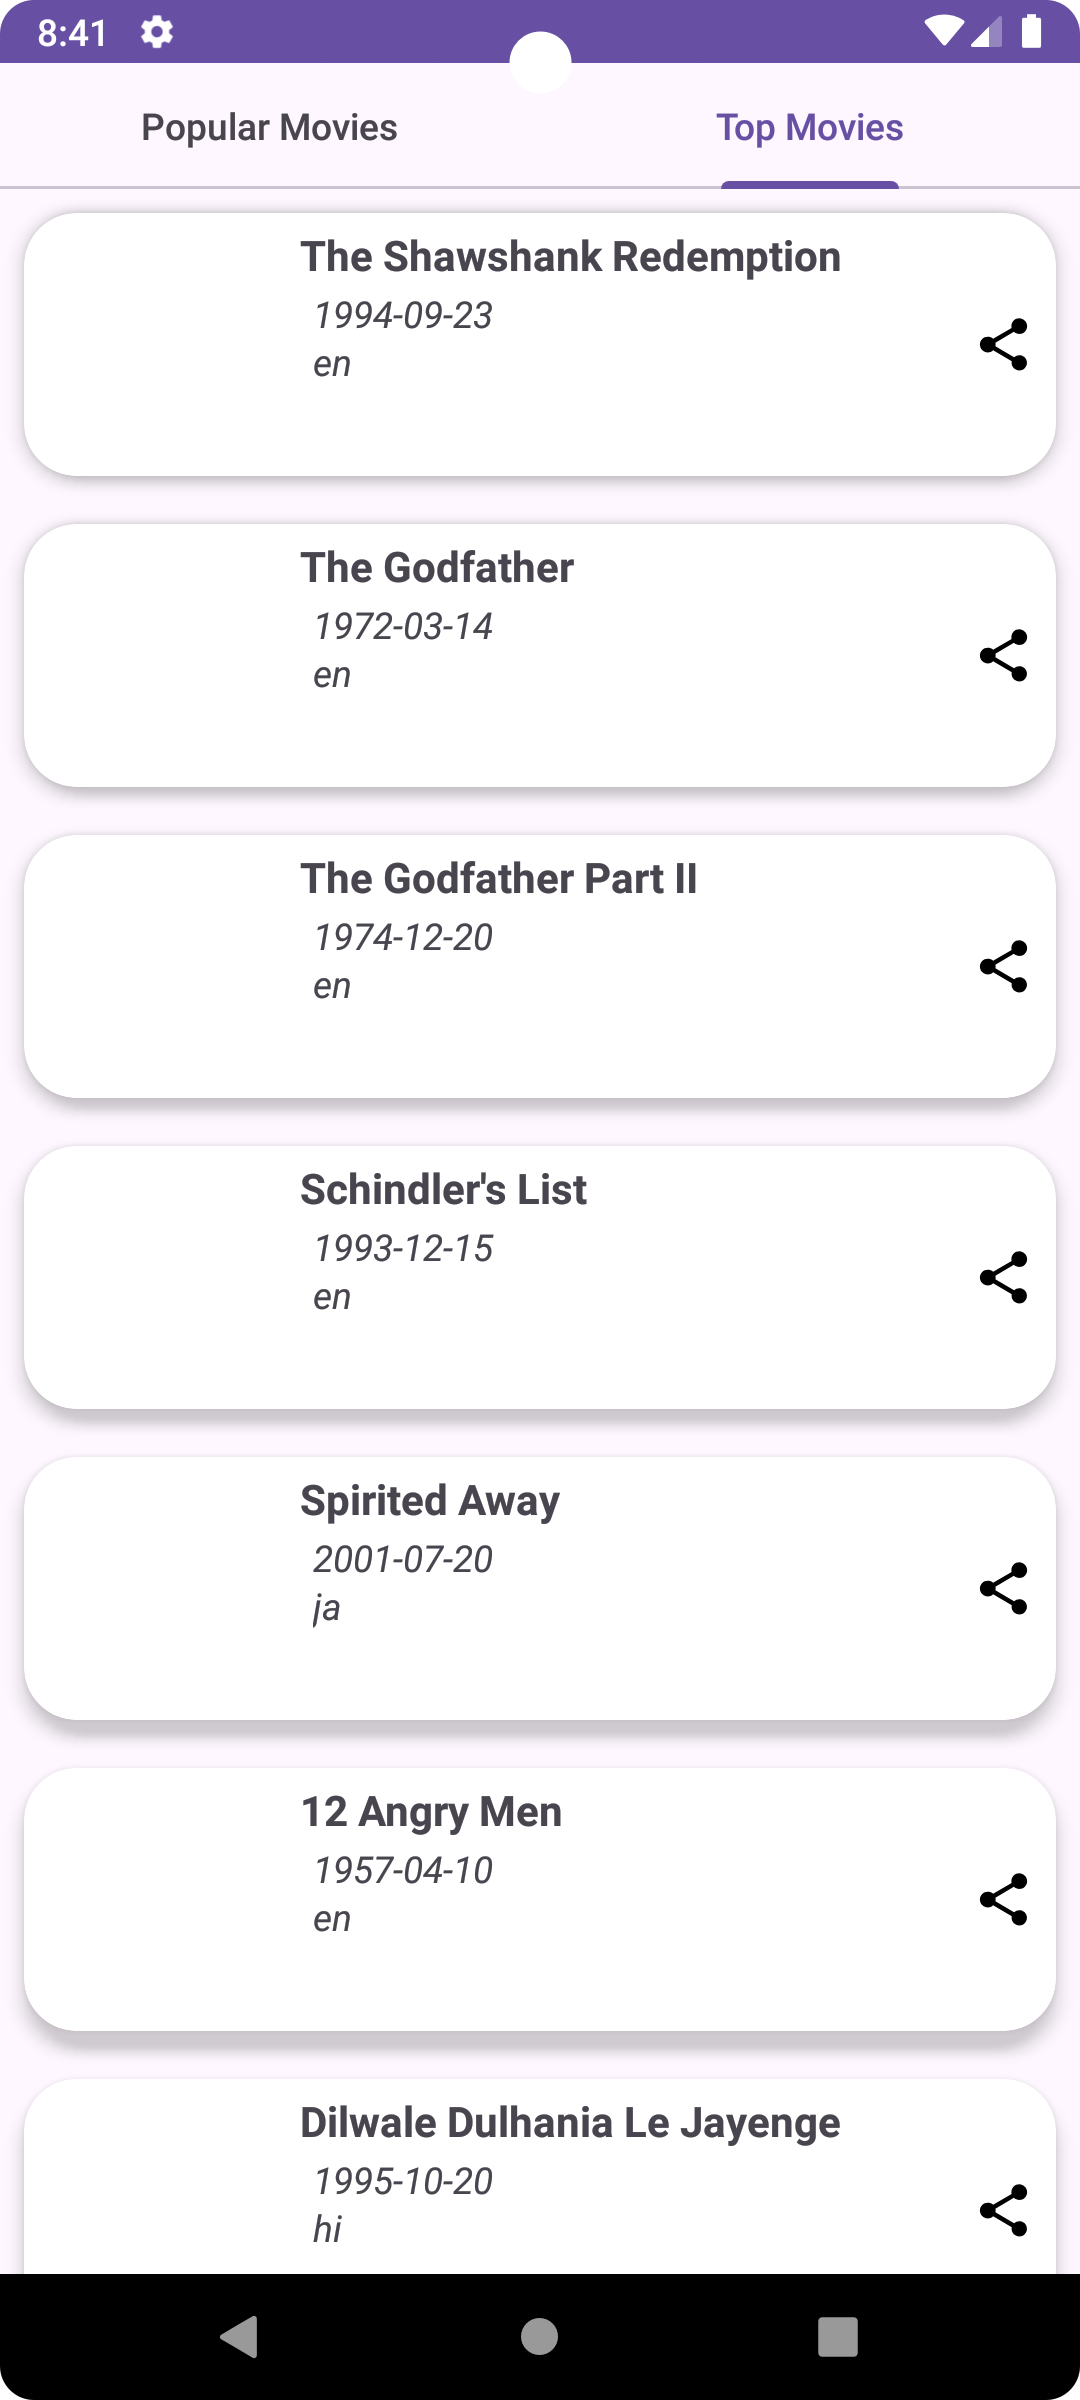 8:41
Popular Movies
Top Movies
The Shawshank Redemption
1994-09-23
en
The Godfather
1972-03-14
en
The Godfather Part II
1974-12-20
en
Schindler's List
1993-12-15
en
Spirited Away
2001-07-20
ja
12 Angry Men
1957-04-10
en
Dilwale Dulhania Le Jayenge
1995-10-20
hi